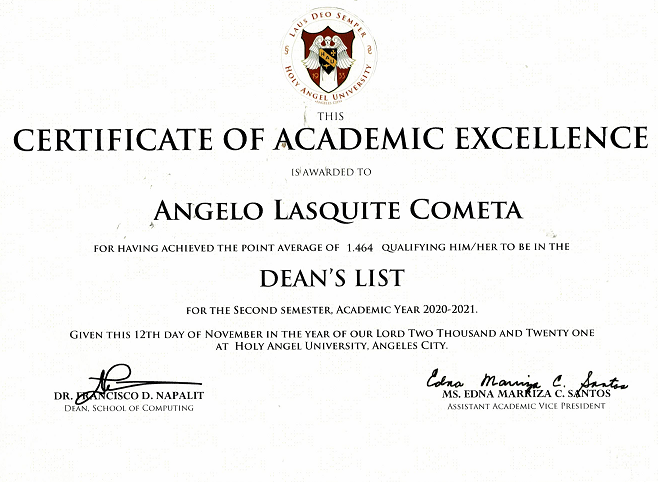 LAUS DEO SEMPER
HAU
1933
HOLY ANGEL UNIVERSITY
THIS
CERTIFICATE OF ACADEMIC EXCELLENCE
IS AWARDED TO
ANGELO LASQUITE COMETA
FOR HAVING ACHIEVED THE POINT AVERAGE OF 1.464 QUALIFYING HIM/HER TO BE IN THE
DEAN'S LIST
FOR THE SECOND SEMESTER, ACADEMIC YEAR 2020-2021.
GIVEN THIS 12TH DAY OF NOVEMBER IN THE YEAR OF OUR LORD TWO THOUSAND AND TWENTY ONE
AT HOLY ANGEL UNIVERSITY, ANGELES CITY.
DR. FRANCISCO D. NAPALIT
DEAN, SCHOOL OF COMPUTING
Edna Marriza C. Santos
MS. EDNA MARRIZA C. SANTOS
ASSISTANT ACADEMIC VICE PRESIDENT